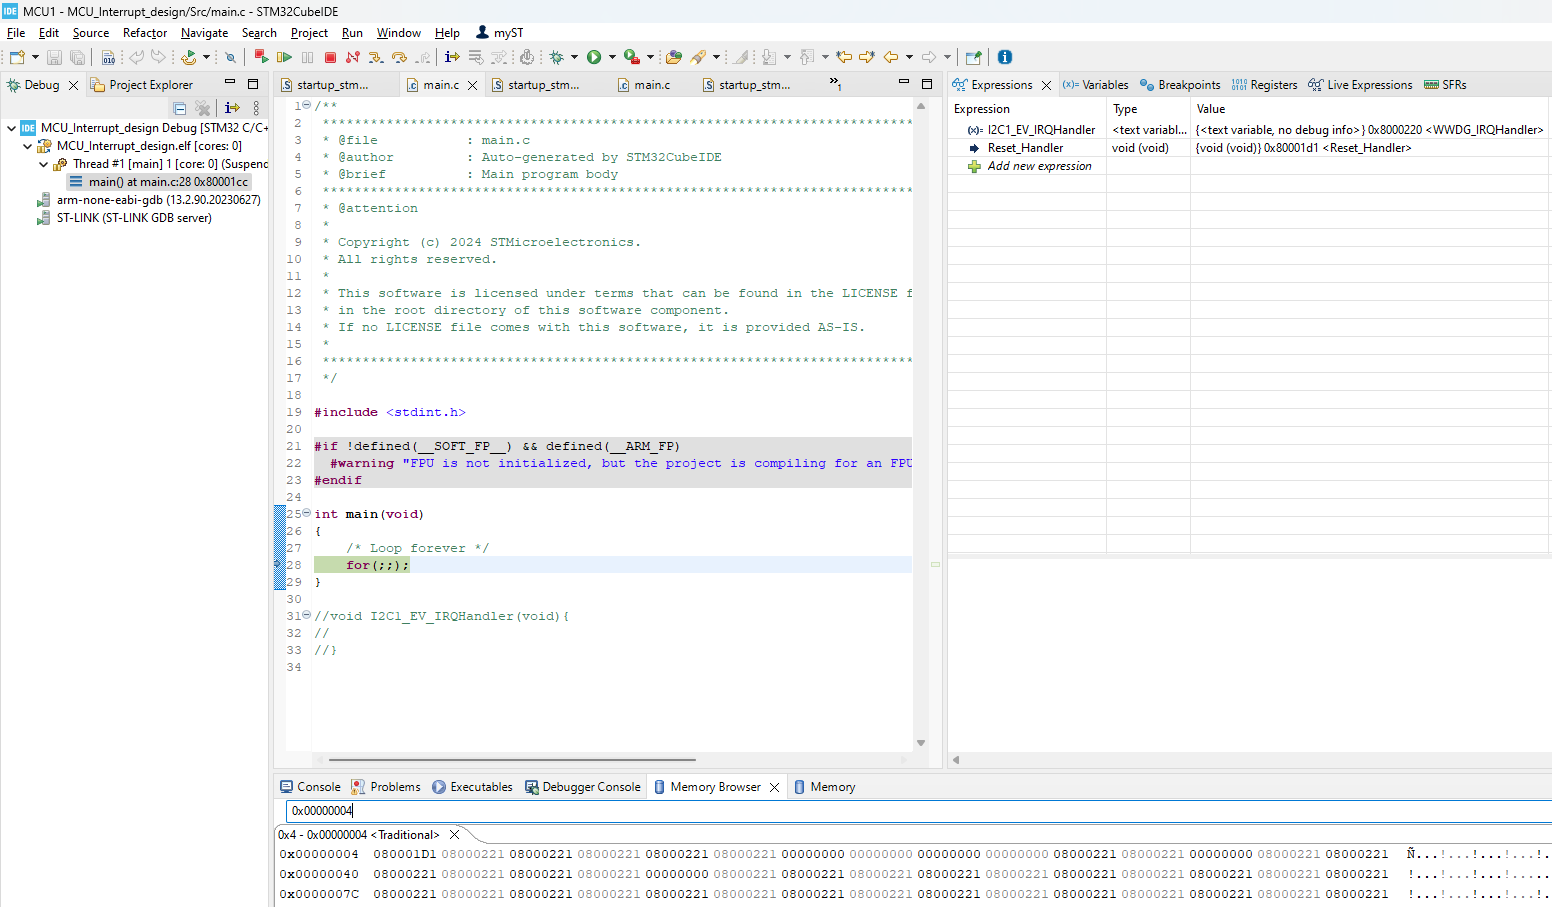 MCU1 - MCU_Interrupt_design/Src/main.c - STM32CubeIDE
File Edit Source Refactor Navigate Search Project Run Window Help myST
Debug Project Explorer
MCU_Interrupt_design Debug [STM32 C/C+
MCU_Interrupt_design.elf [cores: 0]
Thread #1 [main] 1 [core: 0] (Suspend
main() at main.c:28 0x80001cc
arm-none-eabi-gdb (13.2.90.20230627)
ST-LINK (ST-LINK GDB server)
startup_stm... main.c startup_stm... main.c startup_stm... »1
1 /**
2 ******************************************************************************
3 * @file : main.c
4 * @author : Auto-generated by STM32CubeIDE
5 * @brief : Main program body
6 ******************************************************************************
7 * @attention
8 *
9 * Copyright (c) 2024 STMicroelectronics.
10 * All rights reserved.
11 *
12 * This software is licensed under terms that can be found in the LICENSE f
13 * in the root directory of this software component.
14 * If no LICENSE file comes with this software, it is provided AS-IS.
15 *
16 ******************************************************************************
17 */
18
19 #include <stdint.h>
20
21 #if !defined(__SOFT_FP__) && defined(__ARM_FP)
22 #warning "FPU is not initialized, but the project is compiling for an FPU
23 #endif
24
25 int main(void)
26 {
27 /* Loop forever */
28 for(;;);
29 }
30
31 //void I2C1_EV_IRQHandler(void){
32 //
33 //}
34
Expressions (x)= Variables Breakpoints Registers Live Expressions SFRs
Expression Type Value
(x)= I2C1_EV_IRQHandler <text variabl... {<text variable, no debug info>} 0x8000220 <WWDG_IRQHandler>
Reset_Handler void (void) {void (void)} 0x80001d1 <Reset_Handler>
Add new expression
Console Problems Executables Debugger Console Memory Browser Memory
0x00000004
0x4 - 0x00000004 <Traditional>
0x00000004 080001D1 08000221 08000221 08000221 08000221 08000221 00000000 00000000 00000000 00000000 08000221 08000221 00000000 08000221 08000221 Ñ...!...!...!...!.
0x00000040 08000221 08000221 08000221 08000221 00000000 08000221 08000221 08000221 08000221 08000221 08000221 08000221 08000221 08000221 08000221 !...!...!...!.....
0x0000007C 08000221 08000221 08000221 08000221 08000221 08000221 08000221 08000221 08000221 08000221 08000221 08000221 08000221 08000221 08000221 !...!...!...!...!.